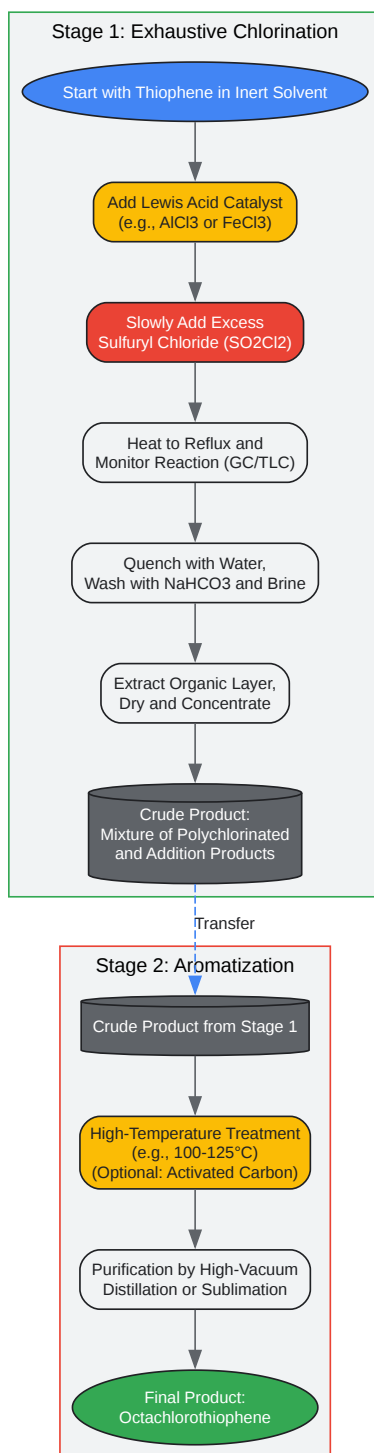 Stage 1: Exhaustive Chlorination
Start with Thiophene in Inert Solvent
Add Lewis Acid Catalyst
(e.g., AlCl3 or FeCl3)
Slowly Add Excess
Sulfuryl Chloride (SO2Cl2)
Heat to Reflux and
Monitor Reaction (GC/TLC)
Quench with Water,
Wash with NaHCO3 and Brine
Extract Organic Layer,
Dry and Concentrate
Crude Product:
Mixture of Polychlorinated
and Addition Products
Transfer
Stage 2: Aromatization
Crude Product from Stage 1
High-Temperature Treatment
(e.g., 100-125°C)
(Optional: Activated Carbon)
Purification by High-Vacuum
Distillation or Sublimation
Final Product:
Octachlorothiophene